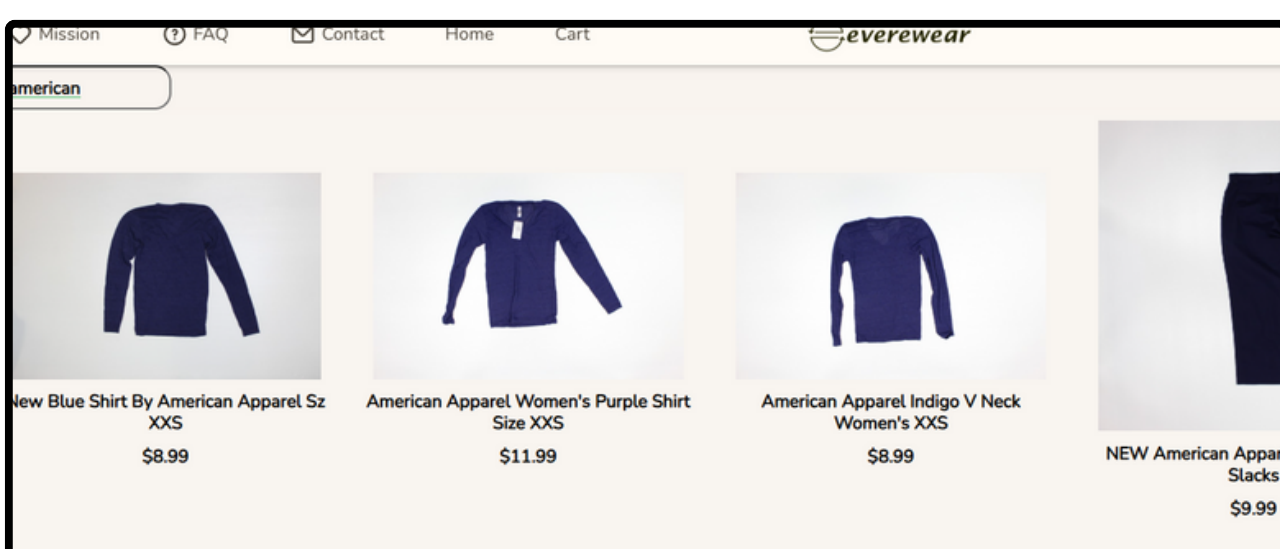 Mission
FAQ
Contact
Home
Cart
everewear
american
New Blue Shirt By American Apparel Sz
XXS
$8.99
American Apparel Women's Purple Shirt
Size XXS
$11.99
American Apparel Indigo V Neck
Women's XXS
$8.99
NEW American Appar
Slacks
$9.99